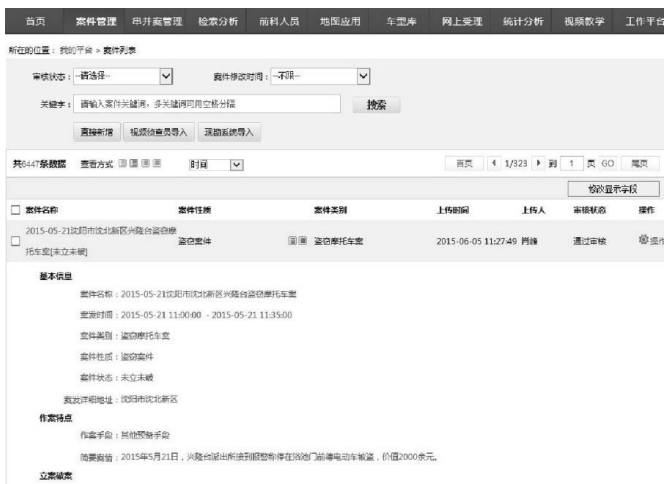 首页 案件管理 串并案管理 检索分析 前科人员 地图应用 车型库 网上受理 统计分析 视频教学 工作平台
所在的位置：我的平台 > 案件列表
审核状态：--请选择-- 案件修改时间：--不限--
关键字：请输入案件关键词，多关键词可用空格分隔 搜索
直接新增 视频侦查员导入 现勘系统导入
共6447条数据 查看方式 时间 首页 1/323 到 1 页 GO 尾页
修改显示字段
案件名称 案件性质 案件类别 上传时间 上传人 审核状态 操作
2015-05-21沈阳市沈北新区兴隆台盗窃摩
托车案[未立未破] 盗窃案件 盗窃摩托车案 2015-06-05 11:27:49 肖峰 通过审核 操作
基本信息
案件名称：2015-05-21沈阳市沈北新区兴隆台盗窃摩托车案
案发时间：2015-05-21 11:00:00 - 2015-05-21 11:35:00
案件类别：盗窃摩托车案
案件性质：盗窃案件
案件状态：未立未破
案发详细地址：沈阳市沈北新区
作案特点
作案手段：其他预备手段
简要案情：2015年5月21日，兴隆台派出所接到报警称停在浴池门前的电动车被盗，价值2000余元。
立案破案